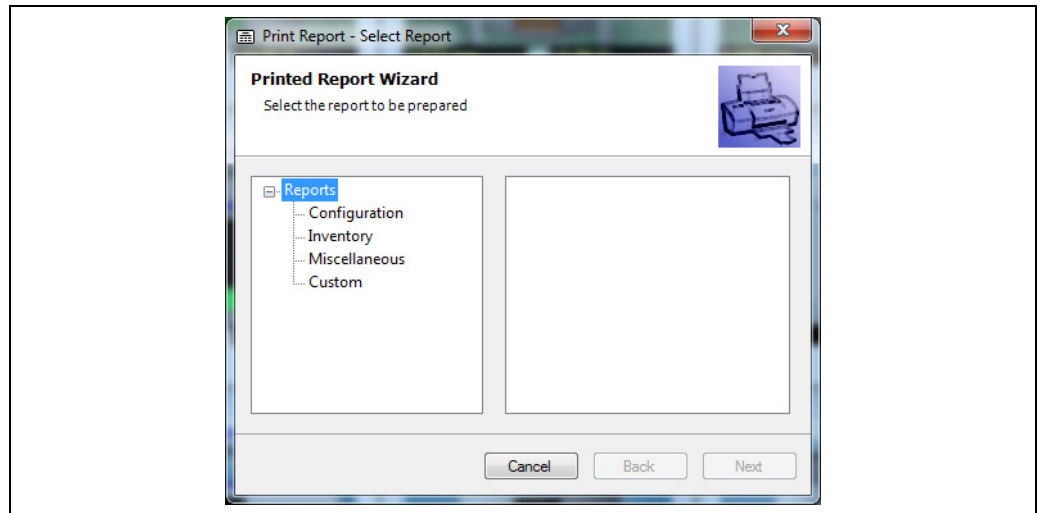 Print Report - Select Report
Printed Report Wizard
Select the report to be prepared
Reports
Configuration
Inventory
Miscellaneous
Custom
Cancel
Back
Next